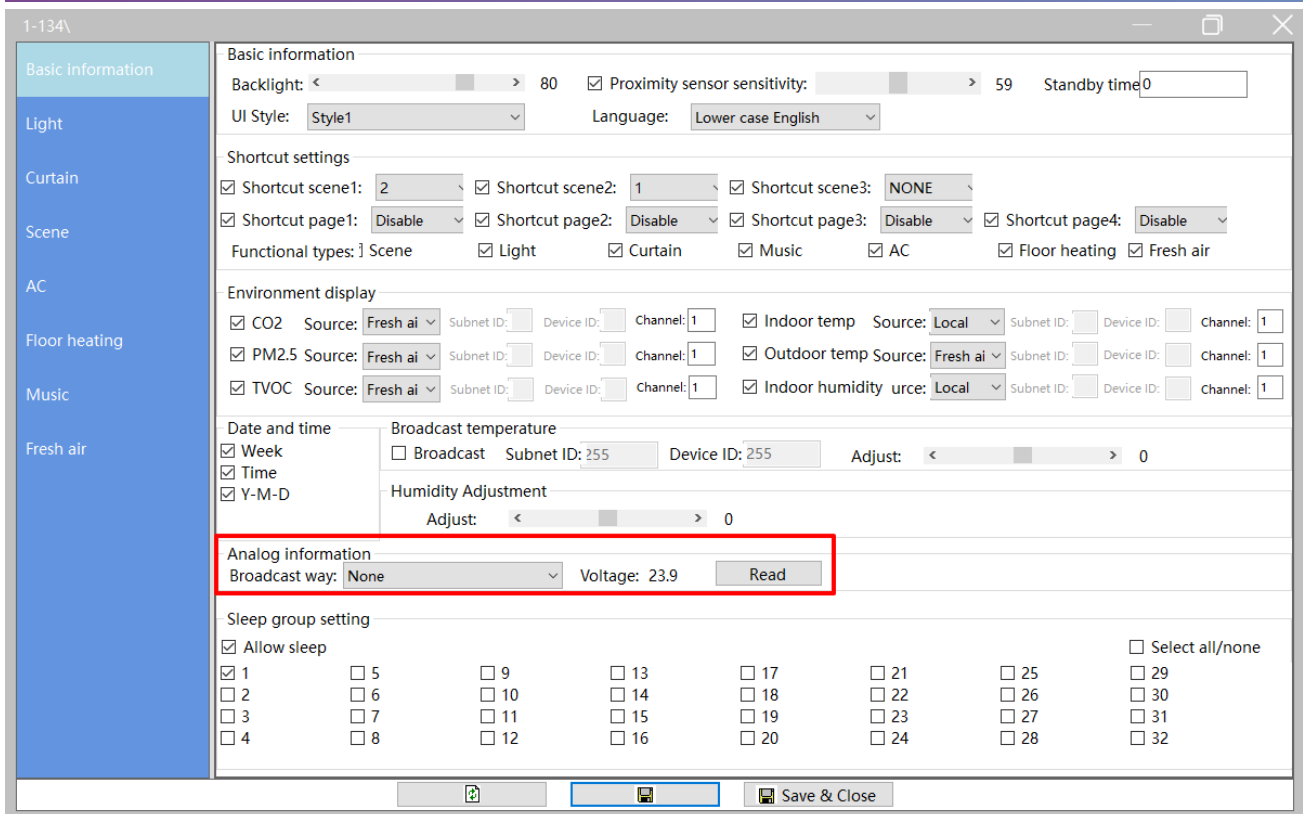 1-134\
Basic information
Light
Curtain
Scene
AC
Floor heating
Music
Fresh air
Basic information
Backlight: 80 Proximity sensor sensitivity: 59 Standby time 0
UI Style: Style1 Language: Lower case English
Shortcut settings
Shortcut scene1: 2 Shortcut scene2: 1 Shortcut scene3: NONE
Shortcut page1: Disable Shortcut page2: Disable Shortcut page3: Disable Shortcut page4: Disable
Functional types: Scene Light Curtain Music AC Floor heating Fresh air
Environment display
CO2 Source: Fresh ai Subnet ID: Device ID: Channel: 1 Indoor temp Source: Local Subnet ID: Device ID: Channel: 1
PM2.5 Source: Fresh ai Subnet ID: Device ID: Channel: 1 Outdoor temp Source: Fresh ai Subnet ID: Device ID: Channel: 1
TVOC Source: Fresh ai Subnet ID: Device ID: Channel: 1 Indoor humidity urce: Local Subnet ID: Device ID: Channel: 1
Date and time
Week
Time
Y-M-D
Broadcast temperature
Broadcast Subnet ID: 255 Device ID: 255 Adjust: 0
Humidity Adjustment
Adjust: 0
Analog information
Broadcast way: None Voltage: 23.9 Read
Sleep group setting
Allow sleep Select all/none
1 5 9 13 17 21 25 29
2 6 10 14 18 22 26 30
3 7 11 15 19 23 27 31
4 8 12 16 20 24 28 32
Save & Close